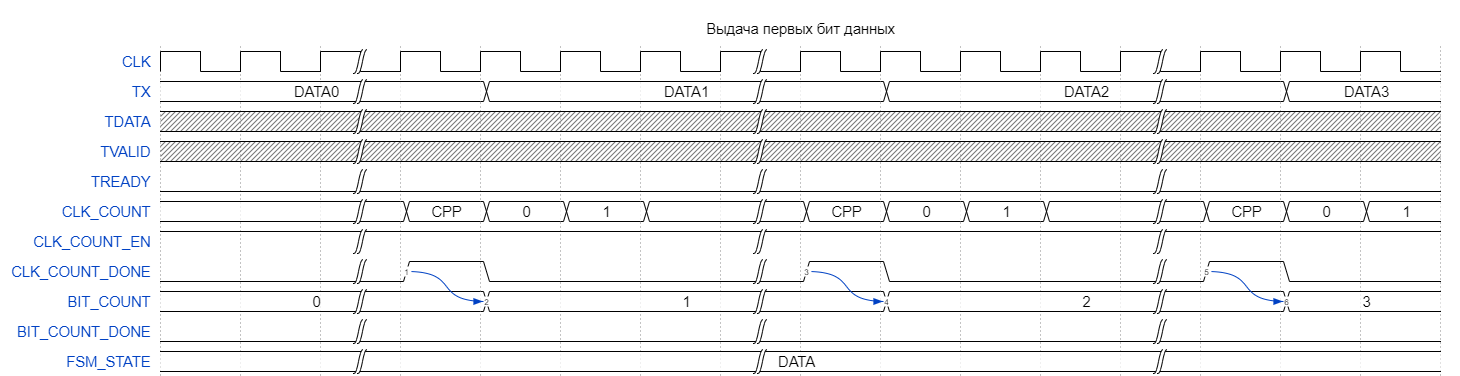 Выдача первых бит данных
CLK
TX DATA0 DATA1 DATA2 DATA3
TDATA
TVALID
TREADY
CLK_COUNT CPP 0 1 CPP 0 1 CPP 0 1
CLK_COUNT_EN
CLK_COUNT_DONE 1 3 5
BIT_COUNT 0 2 1 4 2 6 3
BIT_COUNT_DONE
FSM_STATE DATA